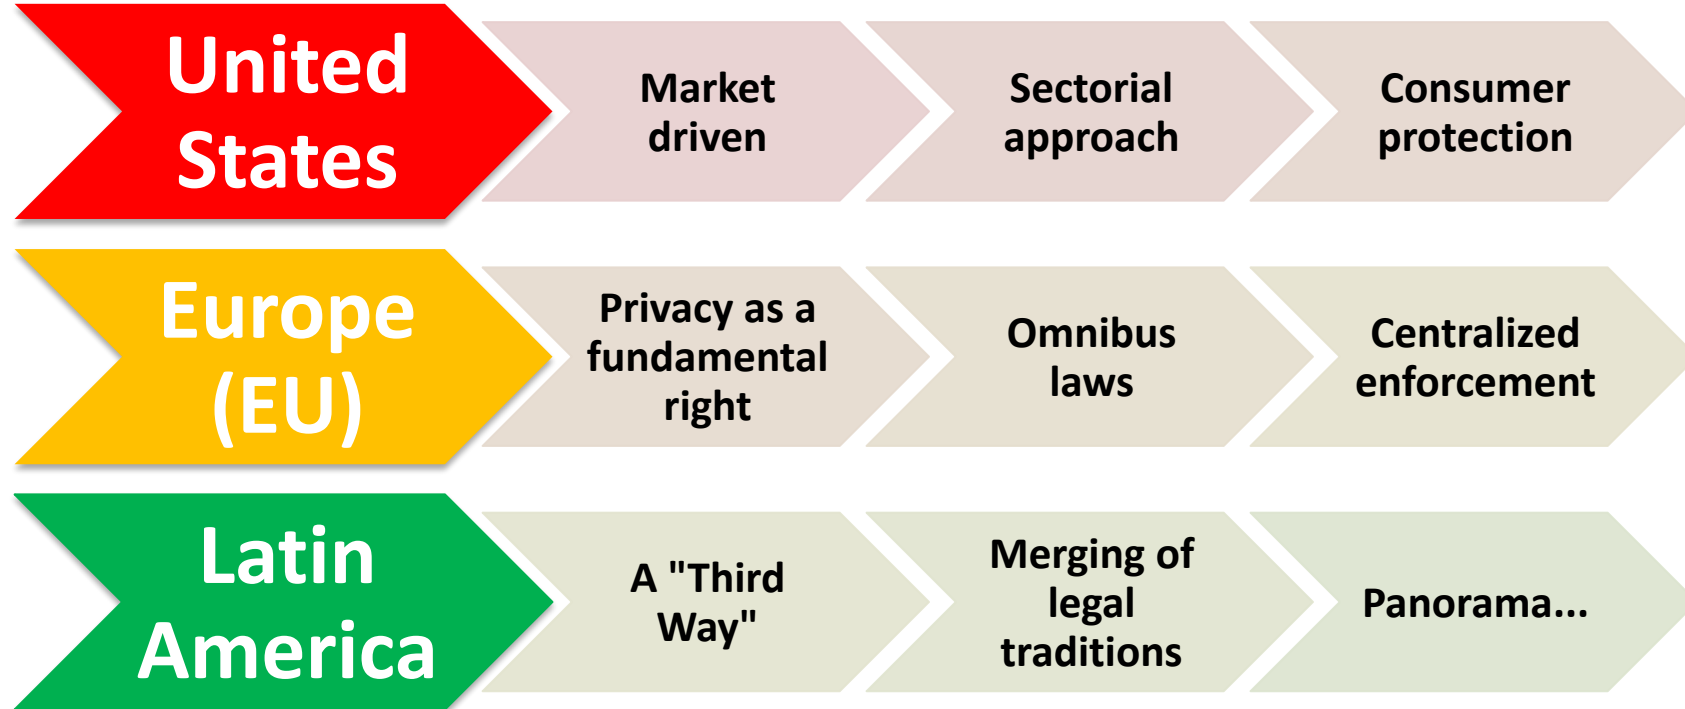 United
States
Market
driven
Sectorial
approach
Consumer
protection
Europe
(EU)
Privacy as a
fundamental
right
Omnibus
laws
Centralized
enforcement
Latin
America
A "Third
Way"
Merging of
legal
traditions
Panorama...